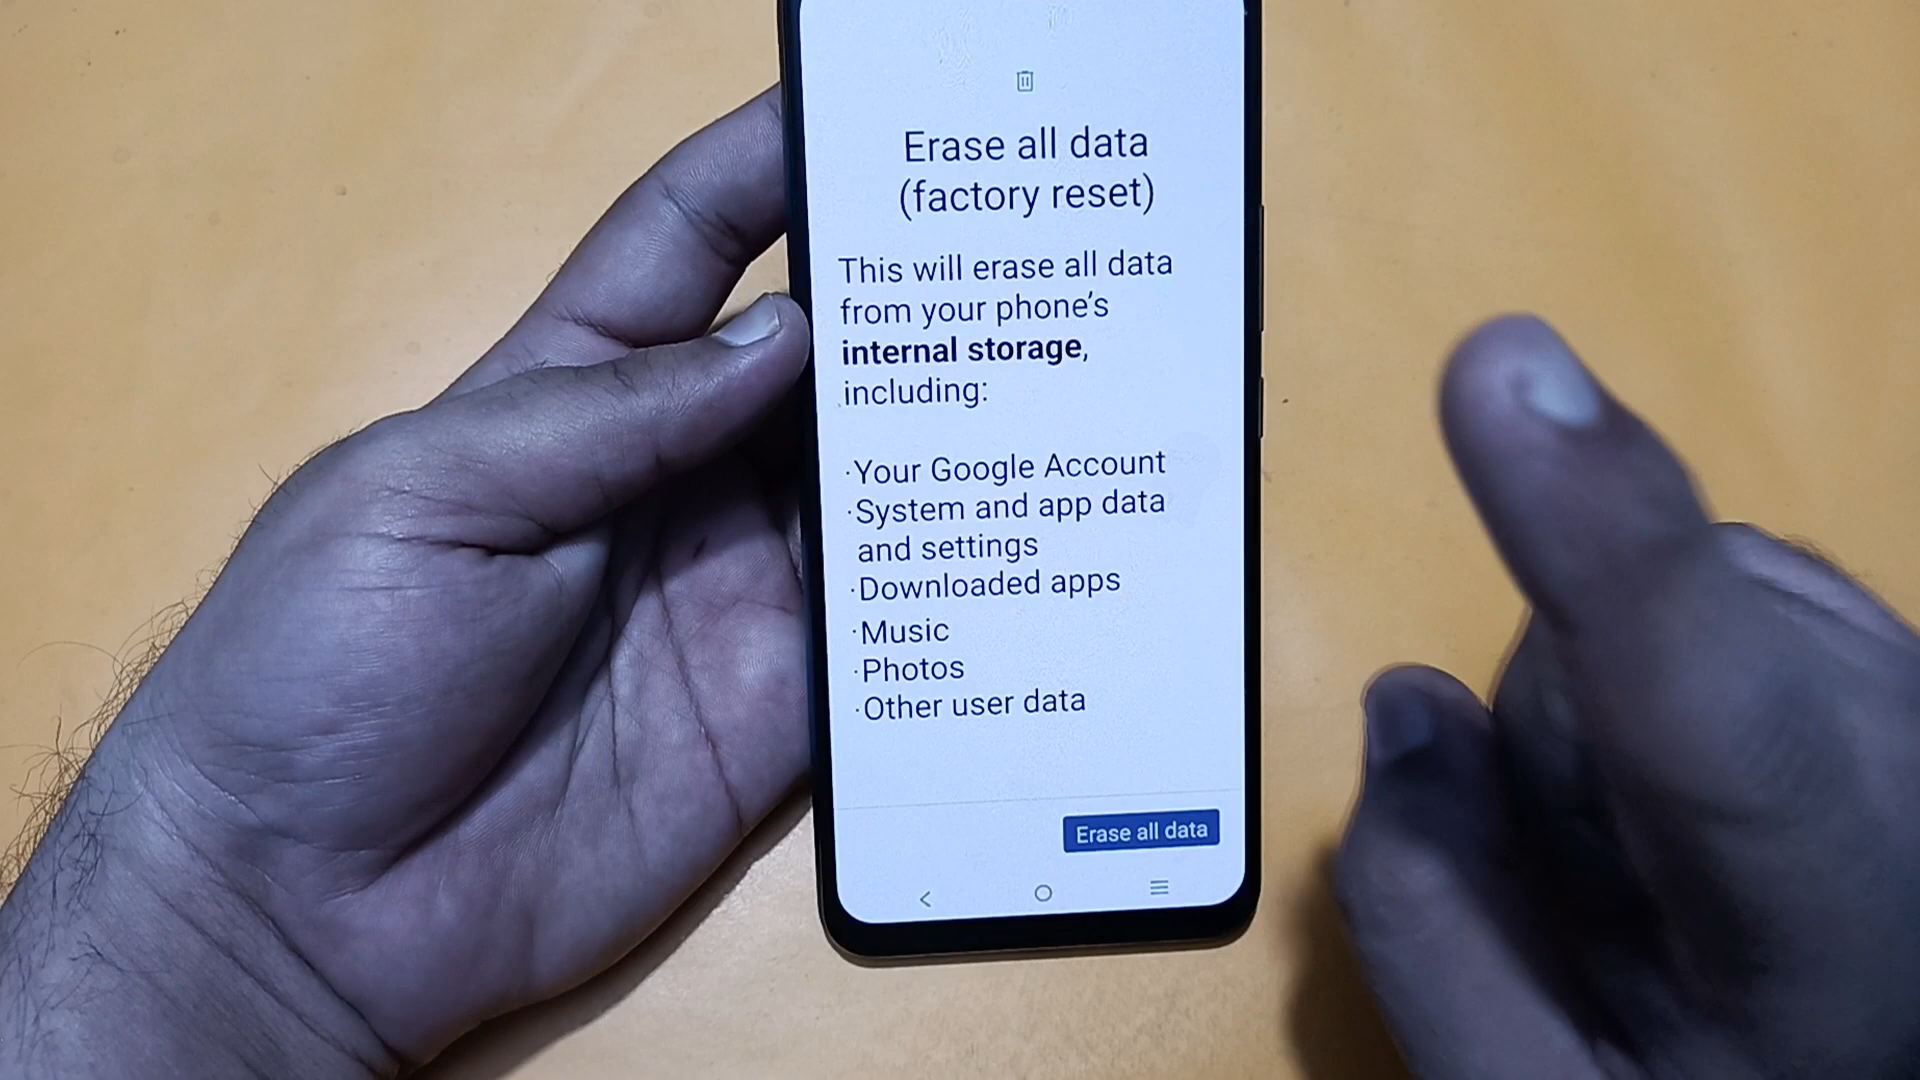 Erase all data
(factory reset)
This will erase all data
from your phone’s
internal storage,
including:
·Your Google Account
·System and app data
and settings
·Downloaded apps
·Music
·Photos
·Other user data
Erase all data